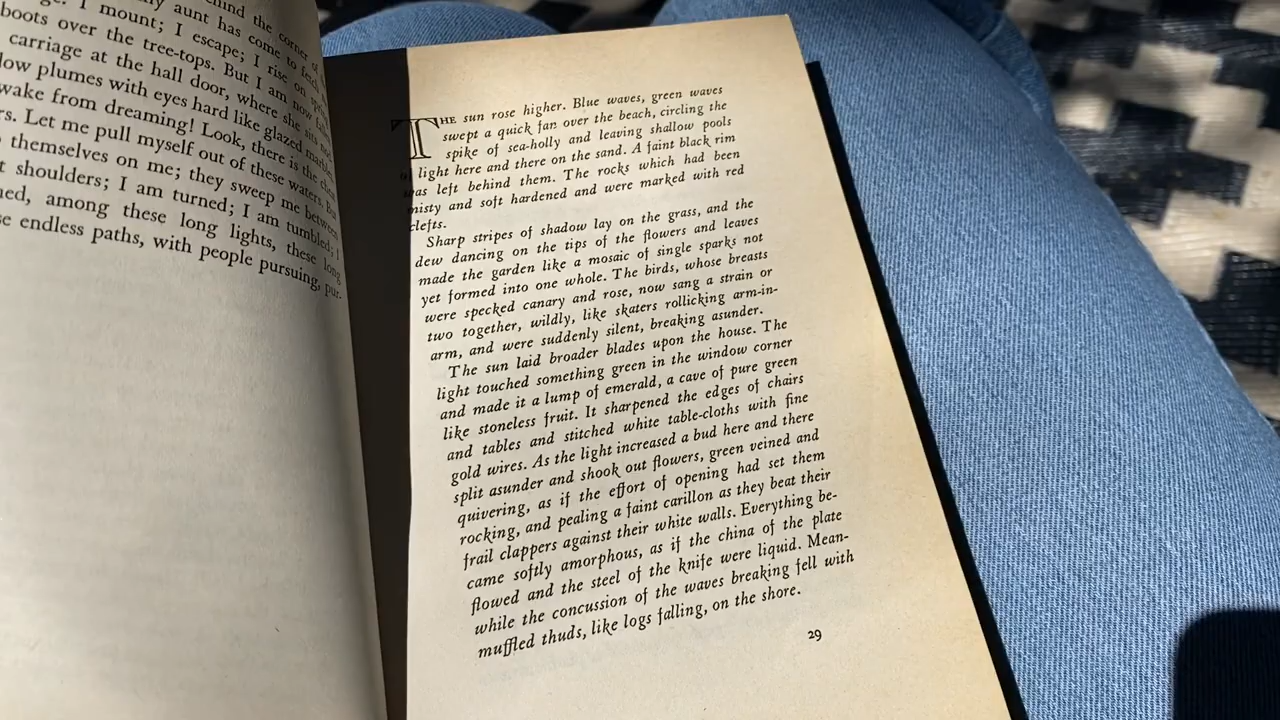 hind the corner of
I mount; I escape; I rise on
boots over the tree-tops. But I am now fallen
carriage at the hall door, where she sits
low plumes with eyes hard like glazed marbles
wake from dreaming! Look, there is the chest
rs. Let me pull myself out of these waters. But
themselves on me; they sweep me between
t shoulders; I am turned; I am tumbled; I
ned, among these long lights, these long
se endless paths, with people pursuing, pur-
THE sun rose higher. Blue waves, green waves
swept a quick fan over the beach, circling the
spike of sea-holly and leaving shallow pools
of light here and there on the sand. A faint black rim
was left behind them. The rocks which had been
misty and soft hardened and were marked with red
clefts.
Sharp stripes of shadow lay on the grass, and the
dew dancing on the tips of the flowers and leaves
made the garden like a mosaic of single sparks not
yet formed into one whole. The birds, whose breasts
were specked canary and rose, now sang a strain or
two together, wildly, like skaters rollicking arm-in-
arm, and were suddenly silent, breaking asunder.
The sun laid broader blades upon the house. The
light touched something green in the window corner
and made it a lump of emerald, a cave of pure green
like stoneless fruit. It sharpened the edges of chairs
and tables and stitched white table-cloths with fine
gold wires. As the light increased a bud here and there
split asunder and shook out flowers, green veined and
quivering, as if the effort of opening had set them
rocking, and pealing a faint carillon as they beat their
frail clappers against their white walls. Everything be-
came softly amorphous, as if the china of the plate
flowed and the steel of the knife were liquid. Mean-
while the concussion of the waves breaking fell with
muffled thuds, like logs falling, on the shore.
29